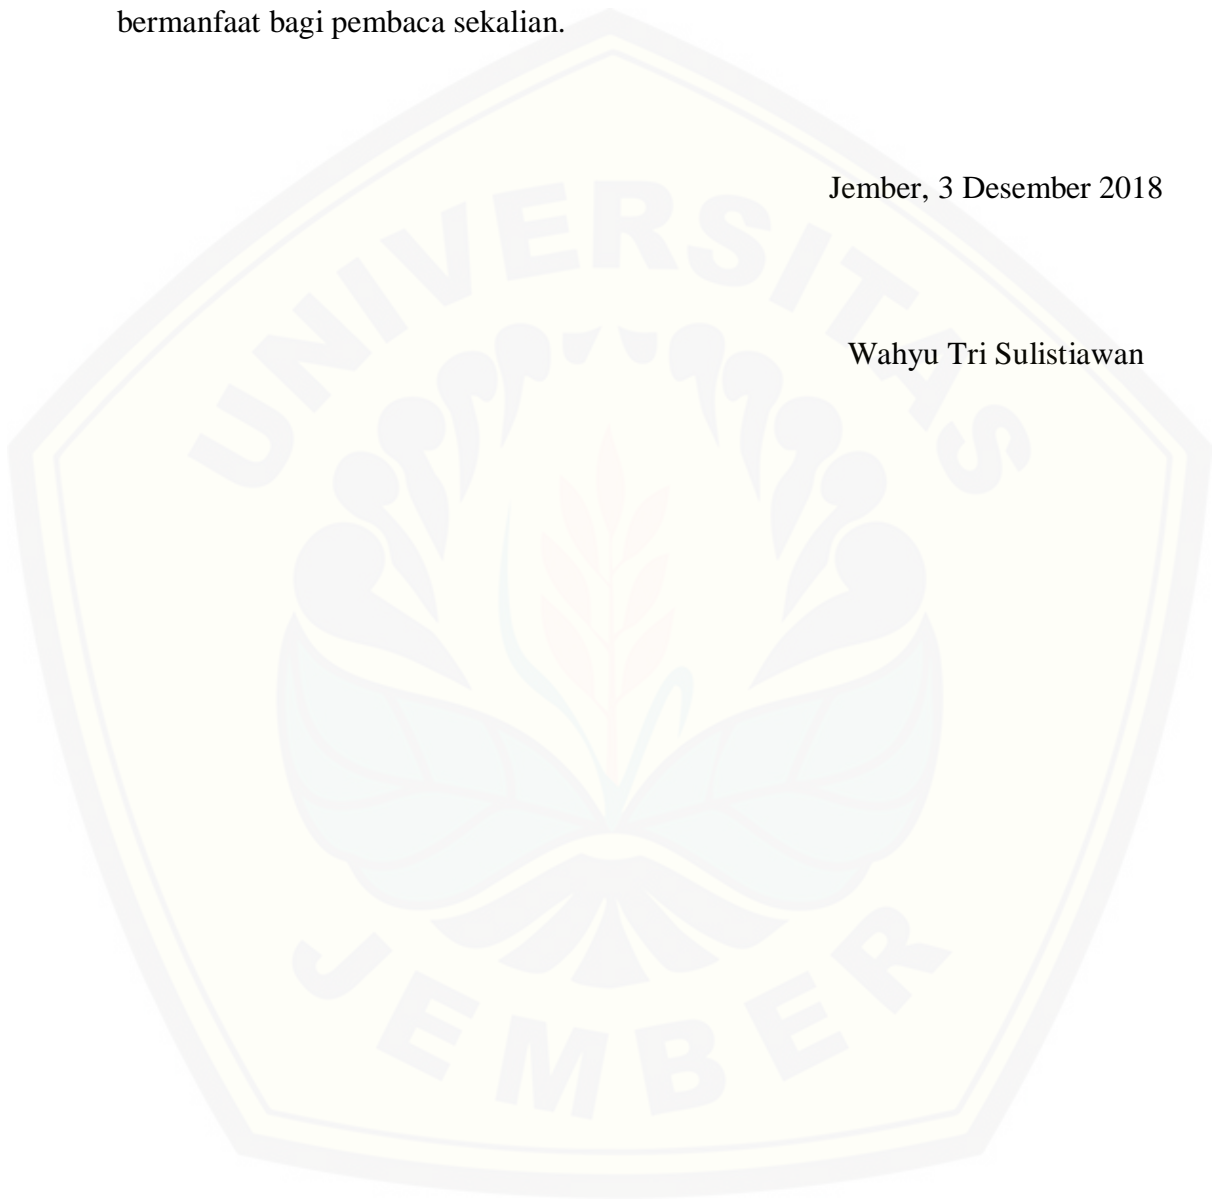 bermanfaat bagi pembaca sekalian.
Jember, 3 Desember 2018
UNIVERSITAS
Wahyu Tri Sulistiawan
JEMBER